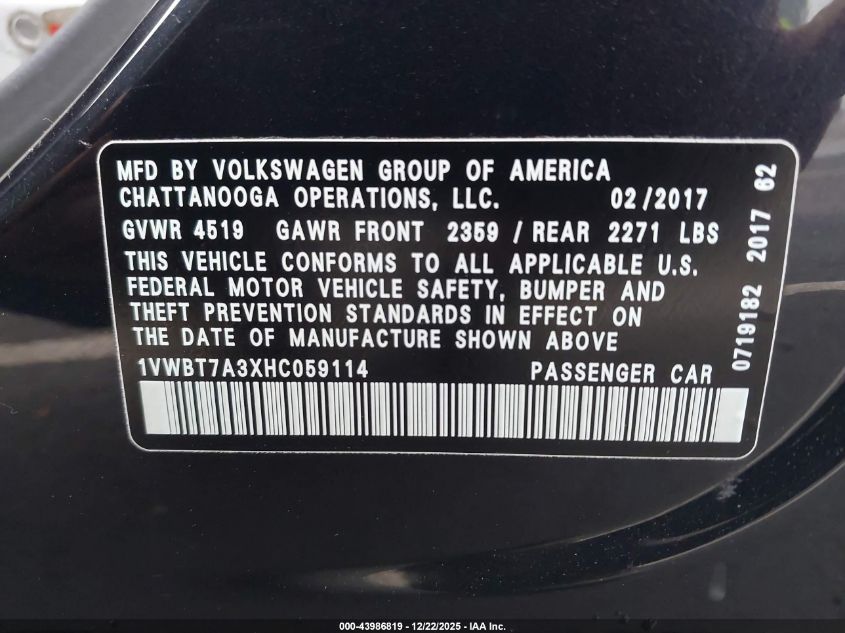 MFD BY VOLKSWAGEN GROUP OF AMERICA
CHATTANOOGA OPERATIONS, LLC. 02/2017
GVWR 4519 GAWR FRONT 2359 / REAR 2271 LBS
THIS VEHICLE CONFORMS TO ALL APPLICABLE U.S.
FEDERAL MOTOR VEHICLE SAFETY, BUMPER AND
THEFT PREVENTION STANDARDS IN EFFECT ON
THE DATE OF MANUFACTURE SHOWN ABOVE
1VWBT7A3XHC059114 PASSENGER CAR
0719182 2017 62
000-43986819 - 12/22/2025 - IAA Inc.